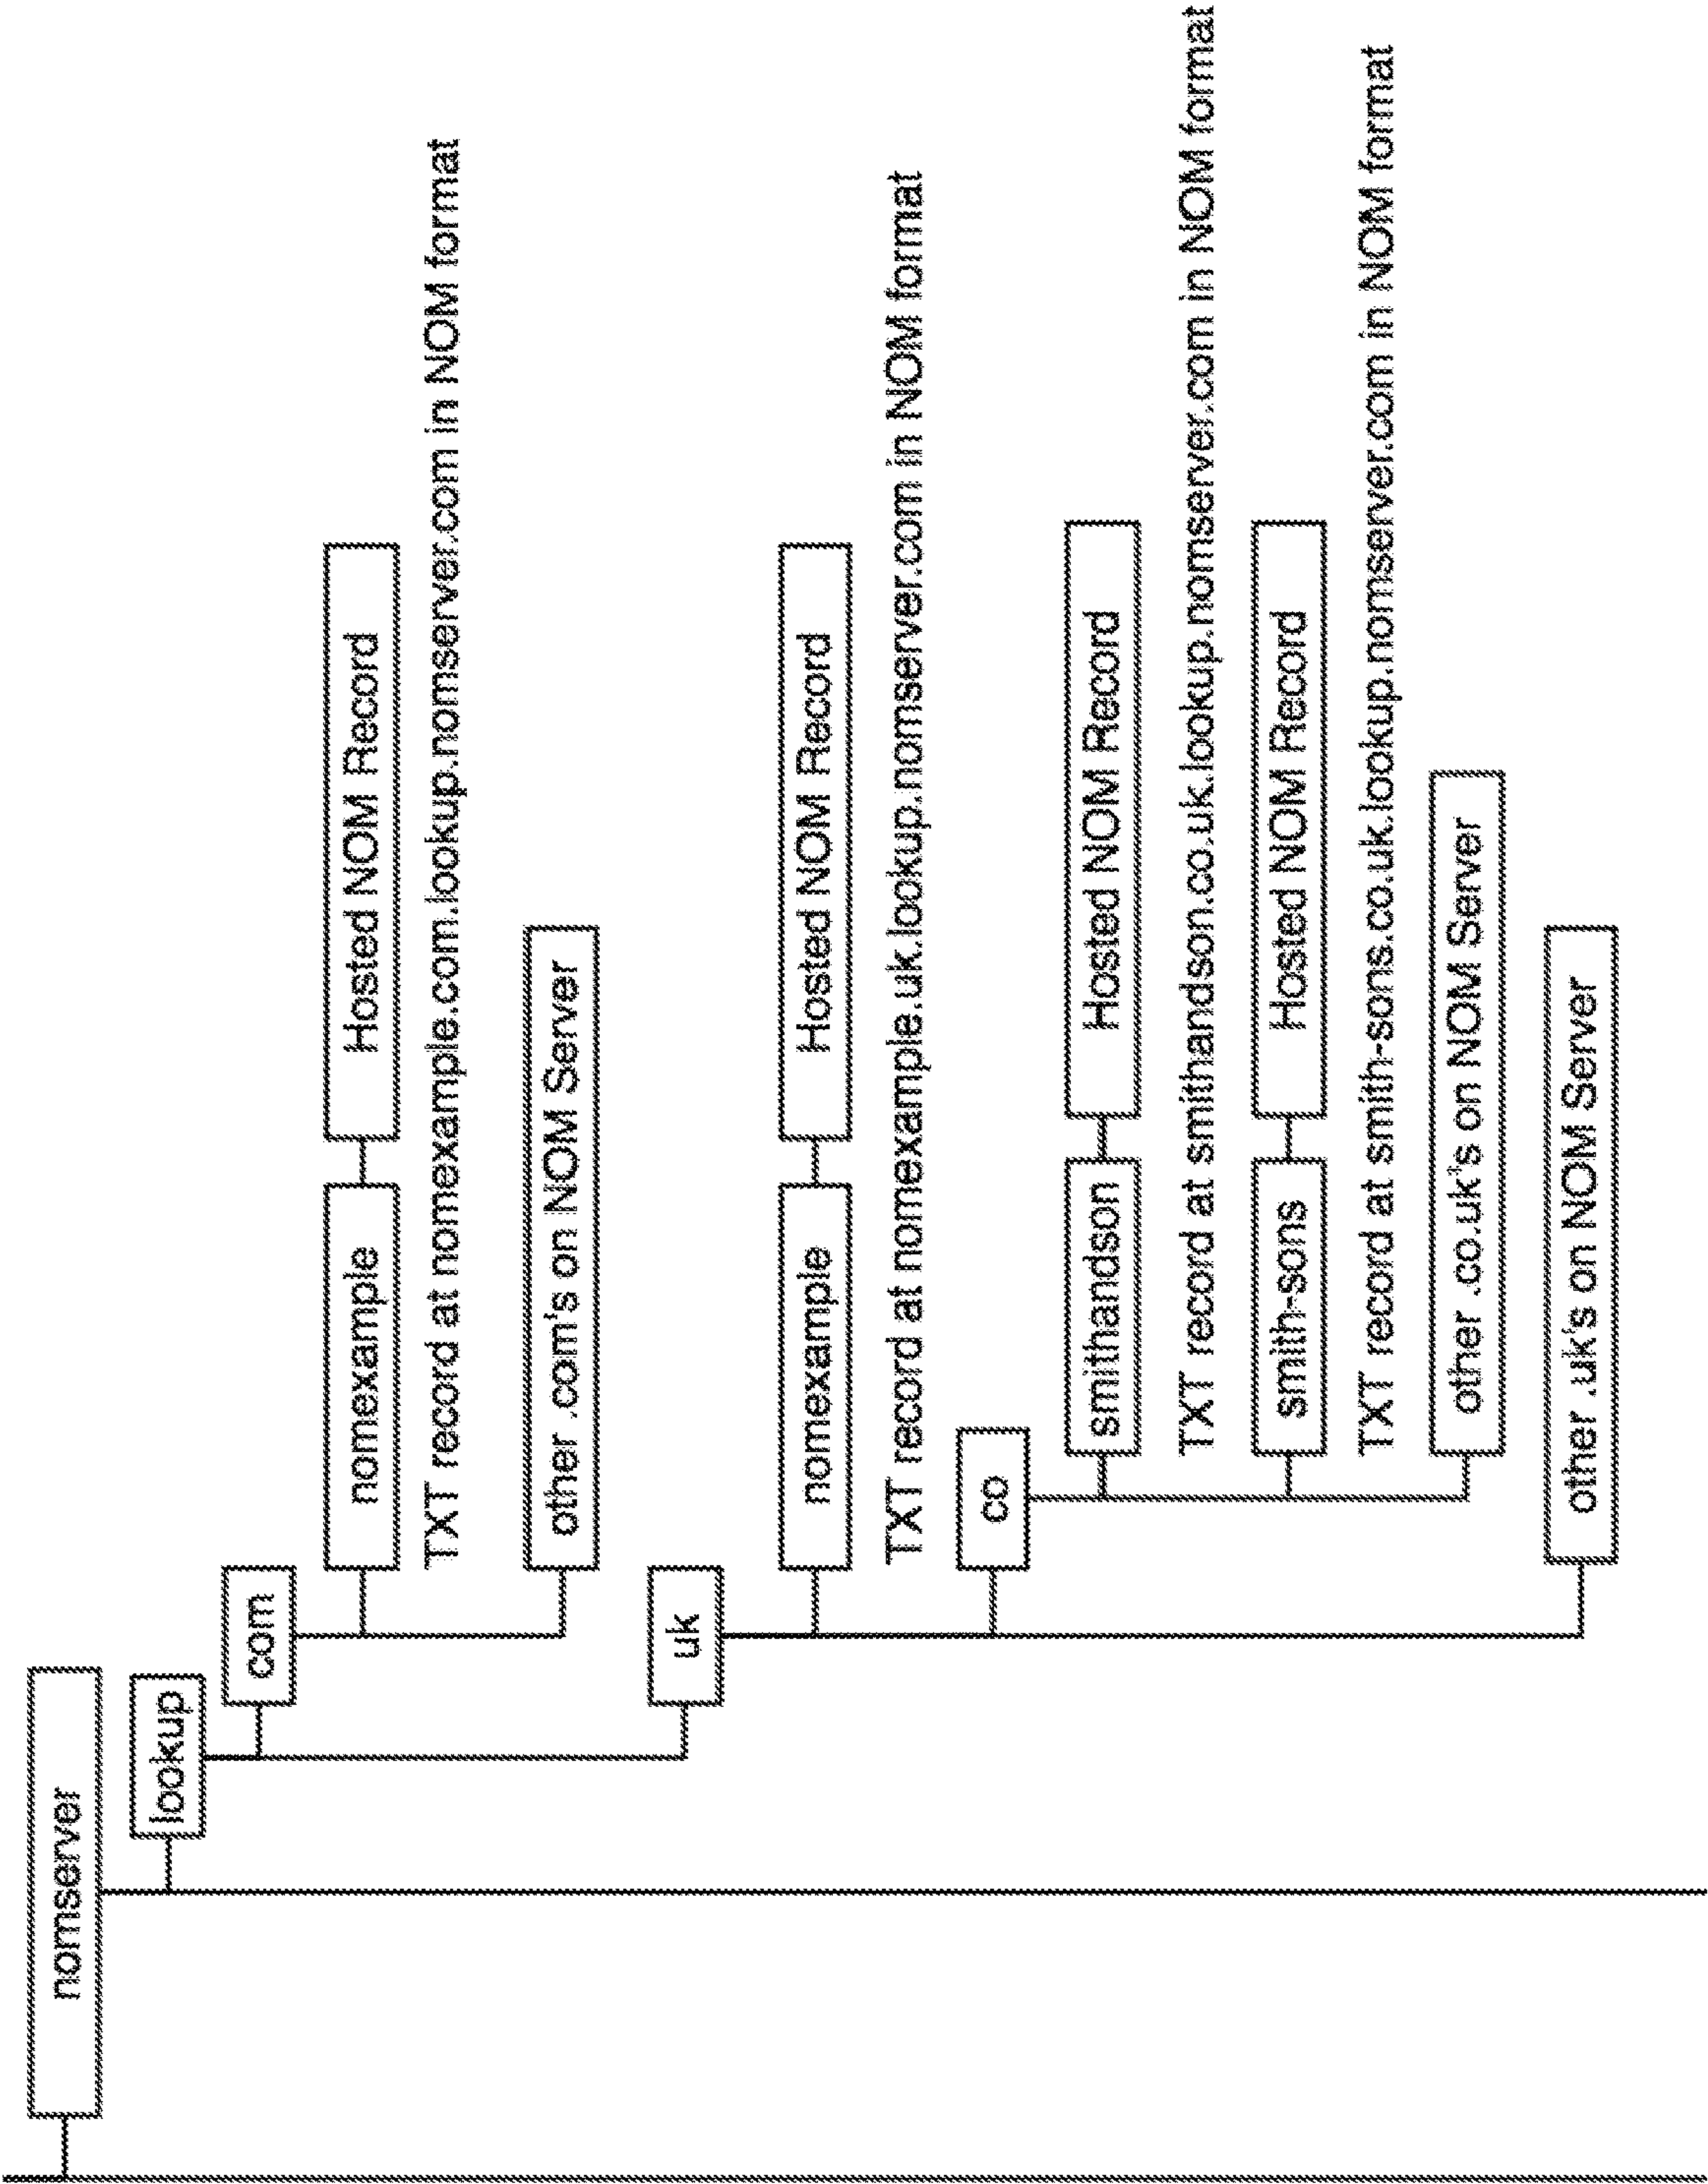 nomserver
lookup
com
nomexample
Hosted NOM Record
TXT record at nomexample.com.lookup.nomserver.com in NOM format
other .com's on NOM Server
uk
nomexample
Hosted NOM Record
TXT record at nomexample.uk.lookup.nomserver.com in NOM format
co
smithandson
Hosted NOM Record
TXT record at smithandson.co.uk.lookup.nomserver.com in NOM format
smith-sons
Hosted NOM Record
TXT record at smith-sons.co.uk.lookup.nomserver.com in NOM format
other .co.uk's on NOM Server
other .uk's on NOM Server